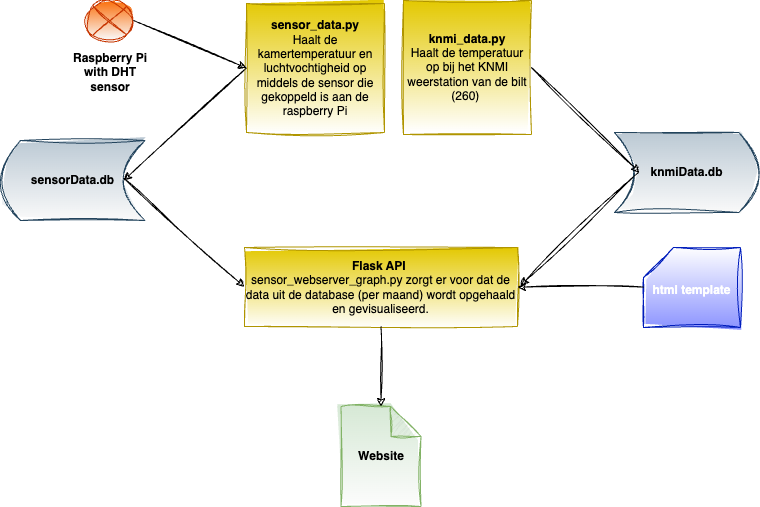 Raspberry Pi
with DHT
sensor
sensor_data.py
Haalt de
kamertemperatuur en
luchtvochtigheid op
middels de sensor die
gekoppeld is aan de
raspberry Pi
knmi_data.py
Haalt de temperatuur
op bij het KNMI
weerstation van de bilt
(260)
sensorData.db
knmiData.db
Flask API
sensor_webserver_graph.py zorgt er voor dat de
data uit de database (per maand) wordt opgehaald
en gevisualiseerd.
html template
Website